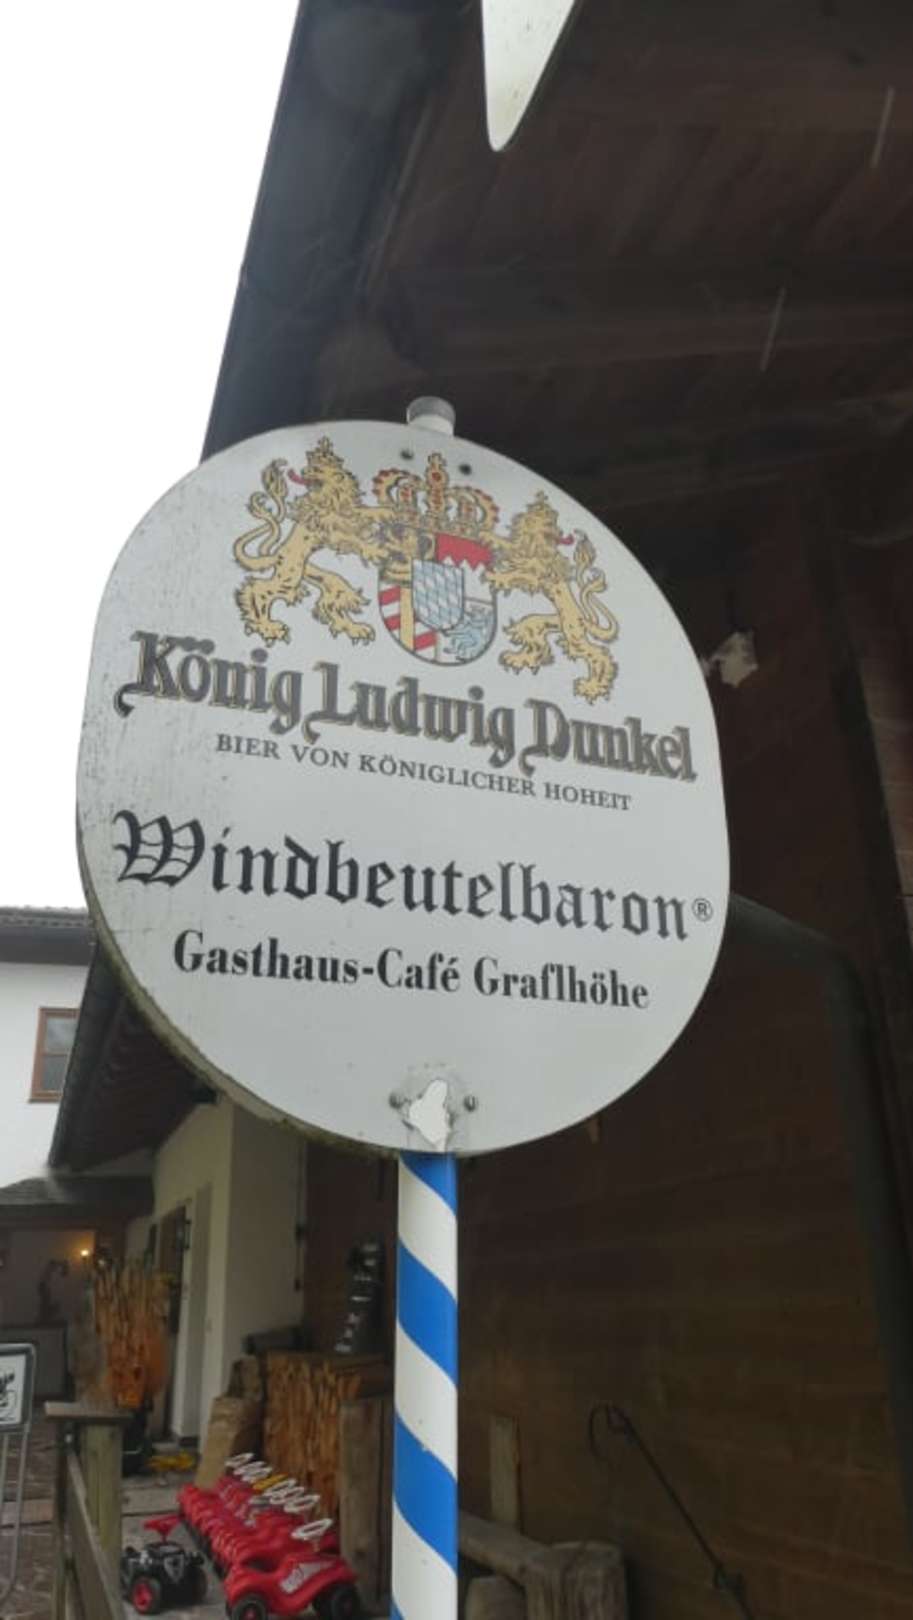 König Ludwig Dunkel
BIER VON KÖNIGLICHER HOHEIT
Windbeutelbaron®
Gasthaus-Café Graflhöhe